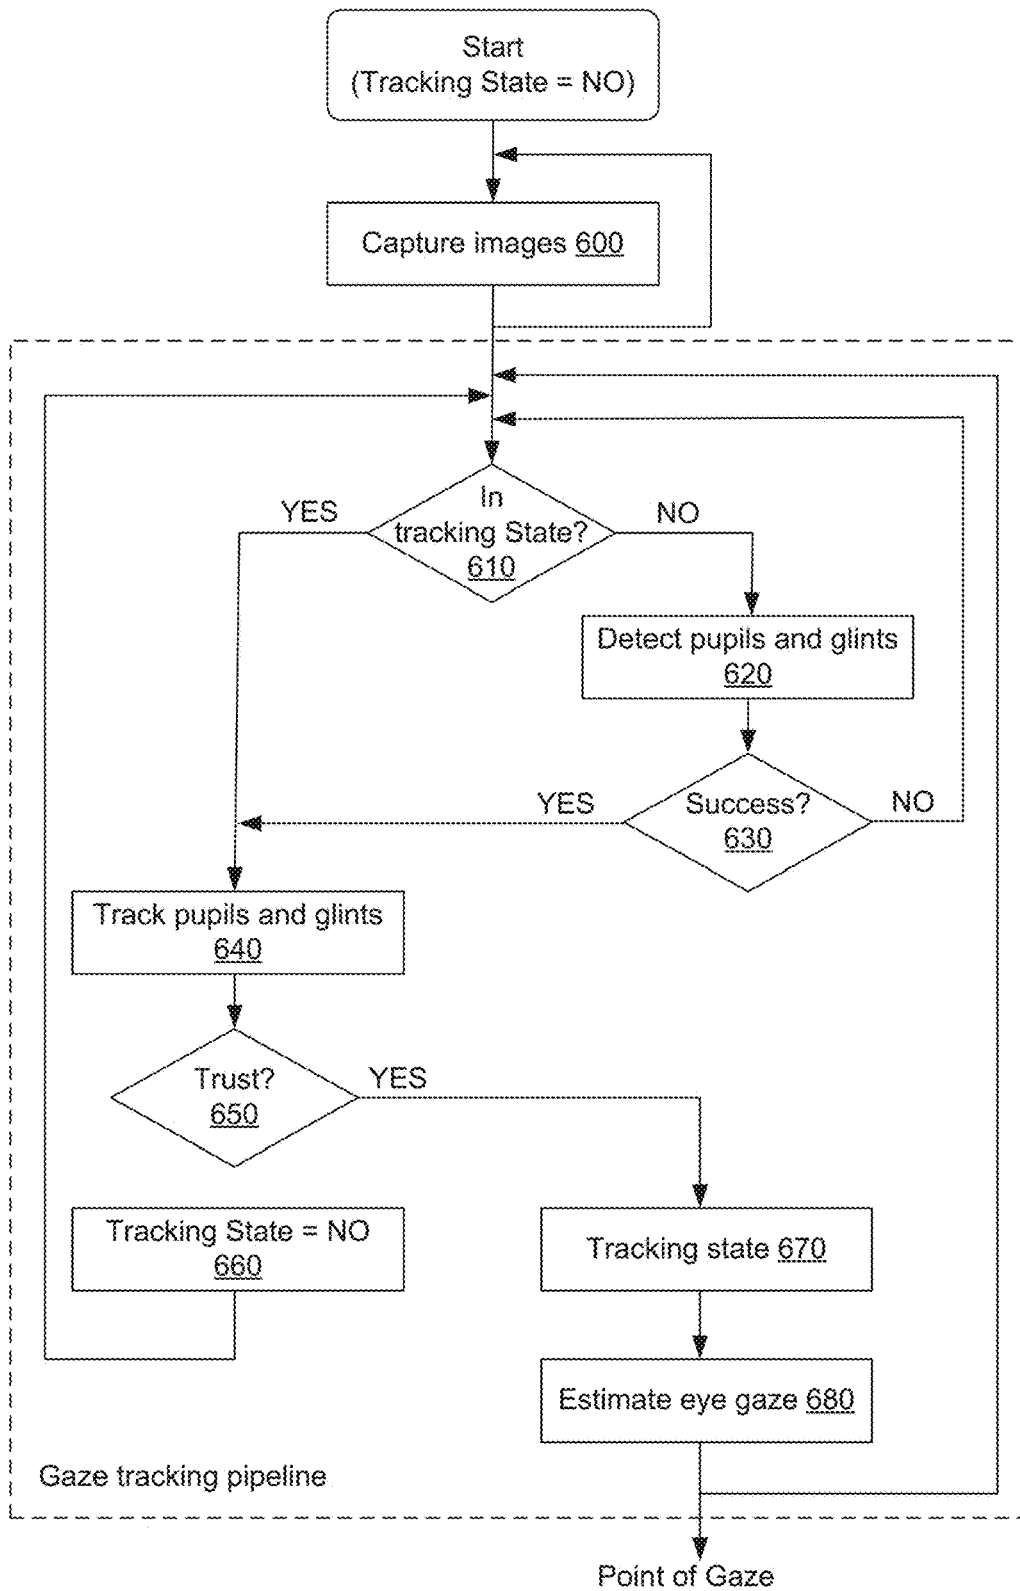 Start
(Tracking State = NO)
Capture images 600
In
tracking State?
610
YES
NO
Detect pupils and glints
620
Success?
630
YES
NO
Track pupils and glints
640
Trust?
650
YES
Tracking State = NO
660
Tracking state 670
Estimate eye gaze 680
Gaze tracking pipeline
Point of Gaze